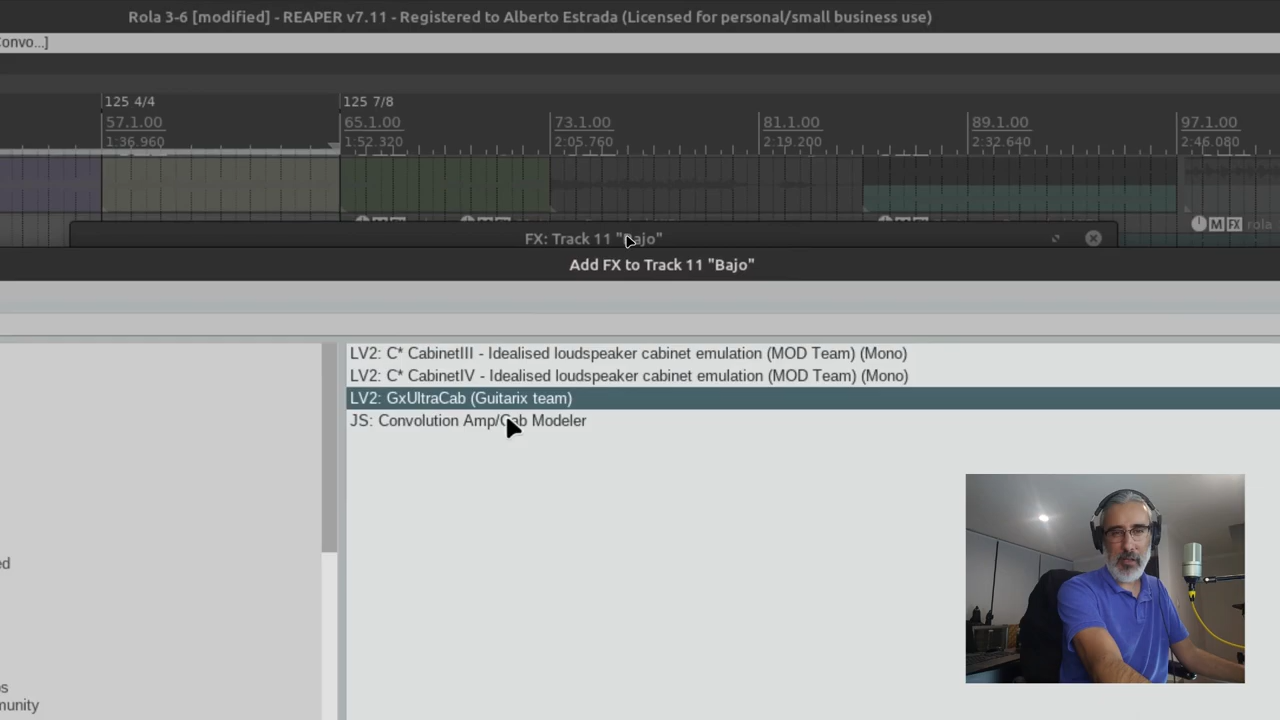 Rola 3-6 [modified] - REAPER v7.11 - Registered to Alberto Estrada (Licensed for personal/small business use)
Convo...]
125 4/4 125 7/8
57.1.00 65.1.00 73.1.00 81.1.00 89.1.00 97.1.00
1:36.960 1:52.320 2:05.760 2:19.200 2:32.640 2:46.080
M FX rola
FX: Track 11 "Bajo"
Add FX to Track 11 "Bajo"
LV2: C* CabinetIII - Idealised loudspeaker cabinet emulation (MOD Team) (Mono)
LV2: C* CabinetIV - Idealised loudspeaker cabinet emulation (MOD Team) (Mono)
LV2: GxUltraCab (Guitarix team)
JS: Convolution Amp/Cab Modeler